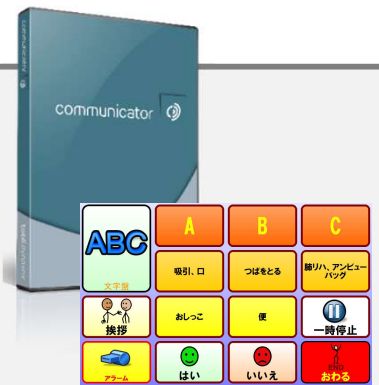 communicator
ABC
文字盤
A
B
C
吸引、口
つばをとる
肺リハ、アンビュー
バッグ
挨拶
おしっこ
便
一時停止
アラーム
はい
いいえ
END
おわる